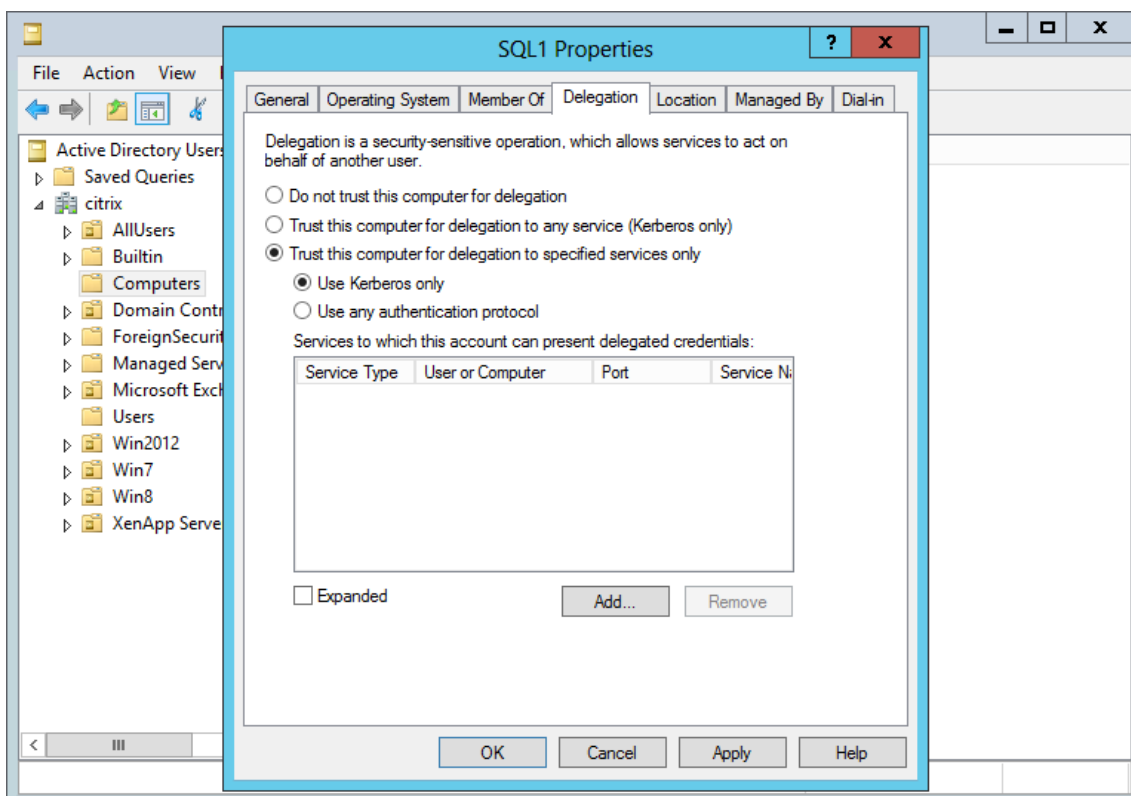 SQL1 Properties
?
x
x
File Action View
General Operating System Member Of Delegation Location Managed By Dial-in
Active Directory Users
Saved Queries
citrix
AllUsers
Builtin
Computers
Domain Contr
ForeignSecurit
Managed Serv
Microsoft Exch
Users
Win2012
Win7
Win8
XenApp Serve
Delegation is a security-sensitive operation, which allows services to act on
behalf of another user.
Do not trust this computer for delegation
Trust this computer for delegation to any service (Kerberos only)
Trust this computer for delegation to specified services only
Use Kerberos only
Use any authentication protocol
Services to which this account can present delegated credentials:
Service Type User or Computer Port Service Na
Expanded
Add... Remove
OK Cancel Apply Help